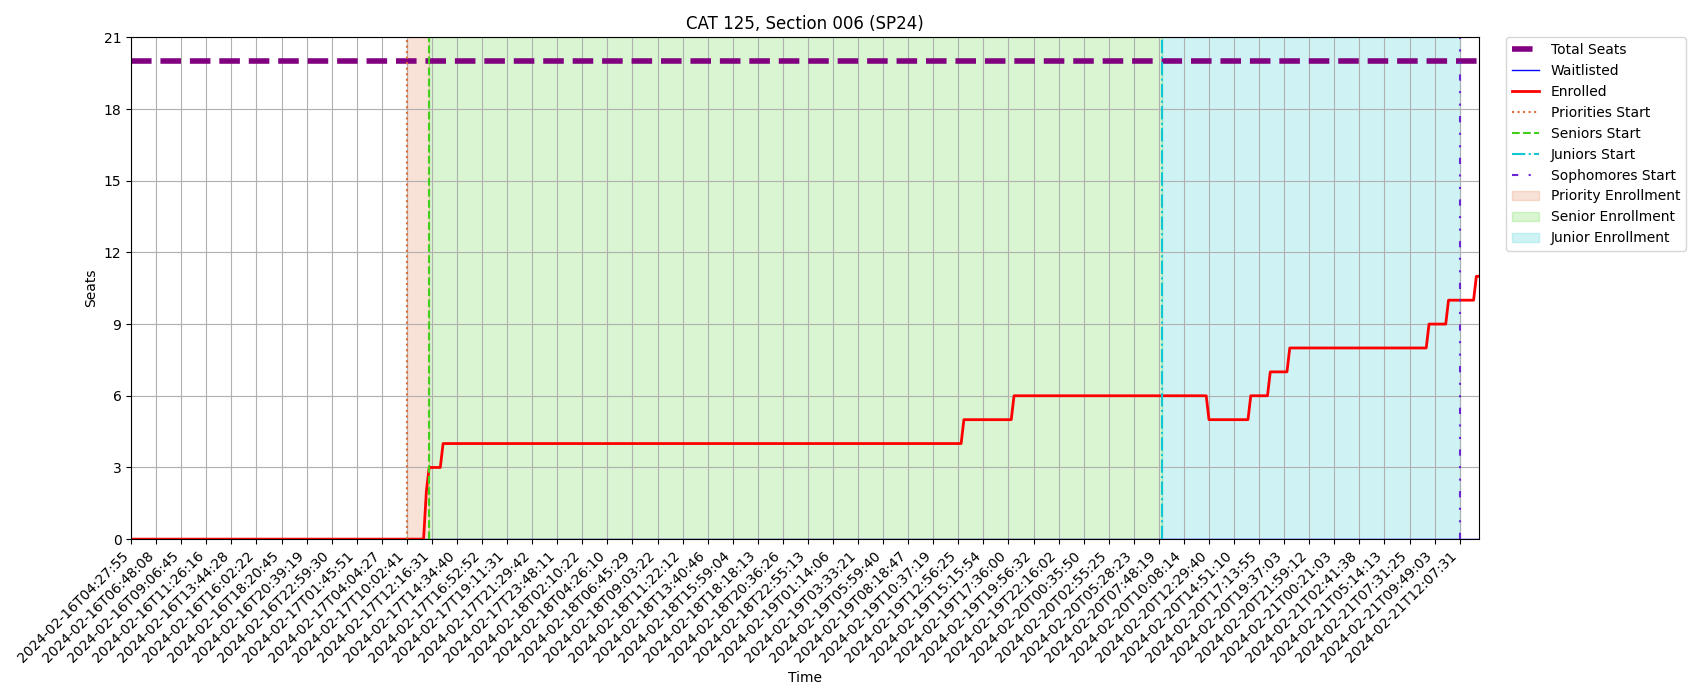 CAT 125, Section 006 (SP24)
21
18
15
12
9
6
3
0
Seats
Total Seats
Waitlisted
Enrolled
Priorities Start
Seniors Start
Juniors Start
Sophomores Start
Priority Enrollment
Senior Enrollment
Junior Enrollment
2024-02-16T04:27:55
2024-02-16T06:48:08
2024-02-16T09:06:45
2024-02-16T11:26:16
2024-02-16T13:44:28
2024-02-16T16:02:22
2024-02-16T18:20:45
2024-02-16T20:39:19
2024-02-16T22:59:30
2024-02-17T01:45:51
2024-02-17T04:04:27
2024-02-17T10:02:41
2024-02-17T12:16:31
2024-02-17T14:34:40
2024-02-17T16:52:52
2024-02-17T19:11:31
2024-02-17T21:29:42
2024-02-17T23:48:11
2024-02-18T02:10:22
2024-02-18T04:26:10
2024-02-18T06:45:29
2024-02-18T09:03:22
2024-02-18T11:22:12
2024-02-18T13:40:46
2024-02-18T15:59:04
2024-02-18T18:18:13
2024-02-18T20:36:26
2024-02-18T22:55:13
2024-02-19T01:14:06
2024-02-19T03:33:21
2024-02-19T05:59:40
2024-02-19T08:18:47
2024-02-19T10:37:19
2024-02-19T12:56:25
2024-02-19T15:15:54
2024-02-19T17:36:00
2024-02-19T19:56:32
2024-02-19T22:16:02
2024-02-20T00:35:50
2024-02-20T02:55:25
2024-02-20T05:28:23
2024-02-20T07:48:19
2024-02-20T10:08:14
2024-02-20T12:29:40
2024-02-20T14:51:10
2024-02-20T17:13:55
2024-02-20T19:37:03
2024-02-20T21:59:12
2024-02-21T00:21:03
2024-02-21T02:41:38
2024-02-21T05:14:13
2024-02-21T07:31:25
2024-02-21T09:49:03
2024-02-21T12:07:31
Time